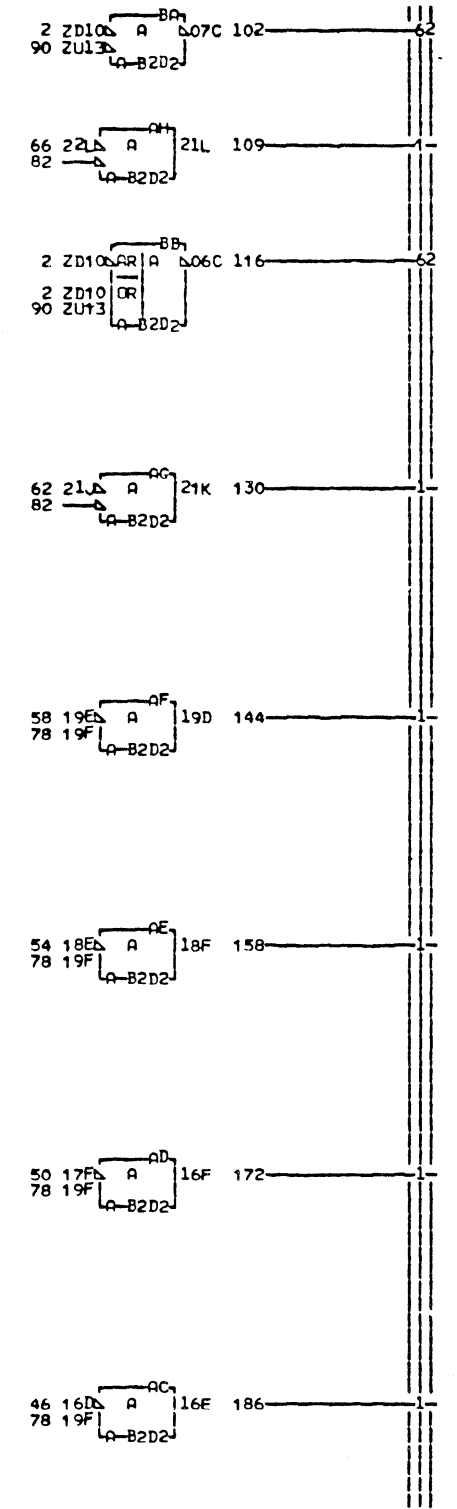 BA
2 ZD10 A 07C 102 62
90 ZU13
A B2D2
AH
66 22L A 21L 109 1
82
A B2D2
BB
2 ZD10 AR A 06C 116 62
2 ZD10 OR
90 ZU13
A B2D2
AG
62 21J A 21K 130 1
82
A B2D2
AF
58 19E A 19D 144 1
78 19F
A B2D2
AE
54 18E A 18F 158 1
78 19F
A B2D2
AD
50 17F A 16F 172 1
78 19F
A B2D2
AC
46 16D A 16E 186 1
78 19F
A B2D2